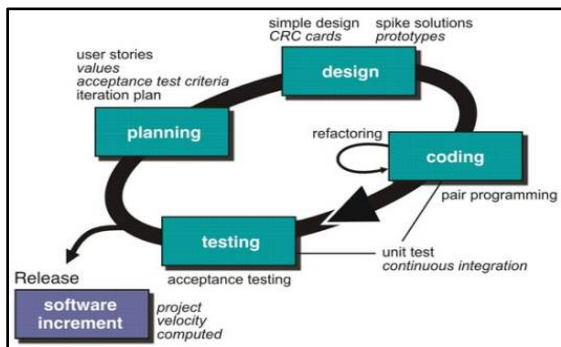 simple design
CRC cards
spike solutions
prototypes
design
user stories
values
acceptance test criteria
iteration plan
planning
refactoring
coding
pair programming
testing
acceptance testing
unit test
continuous integration
Release
software
increment
project
velocity
computed